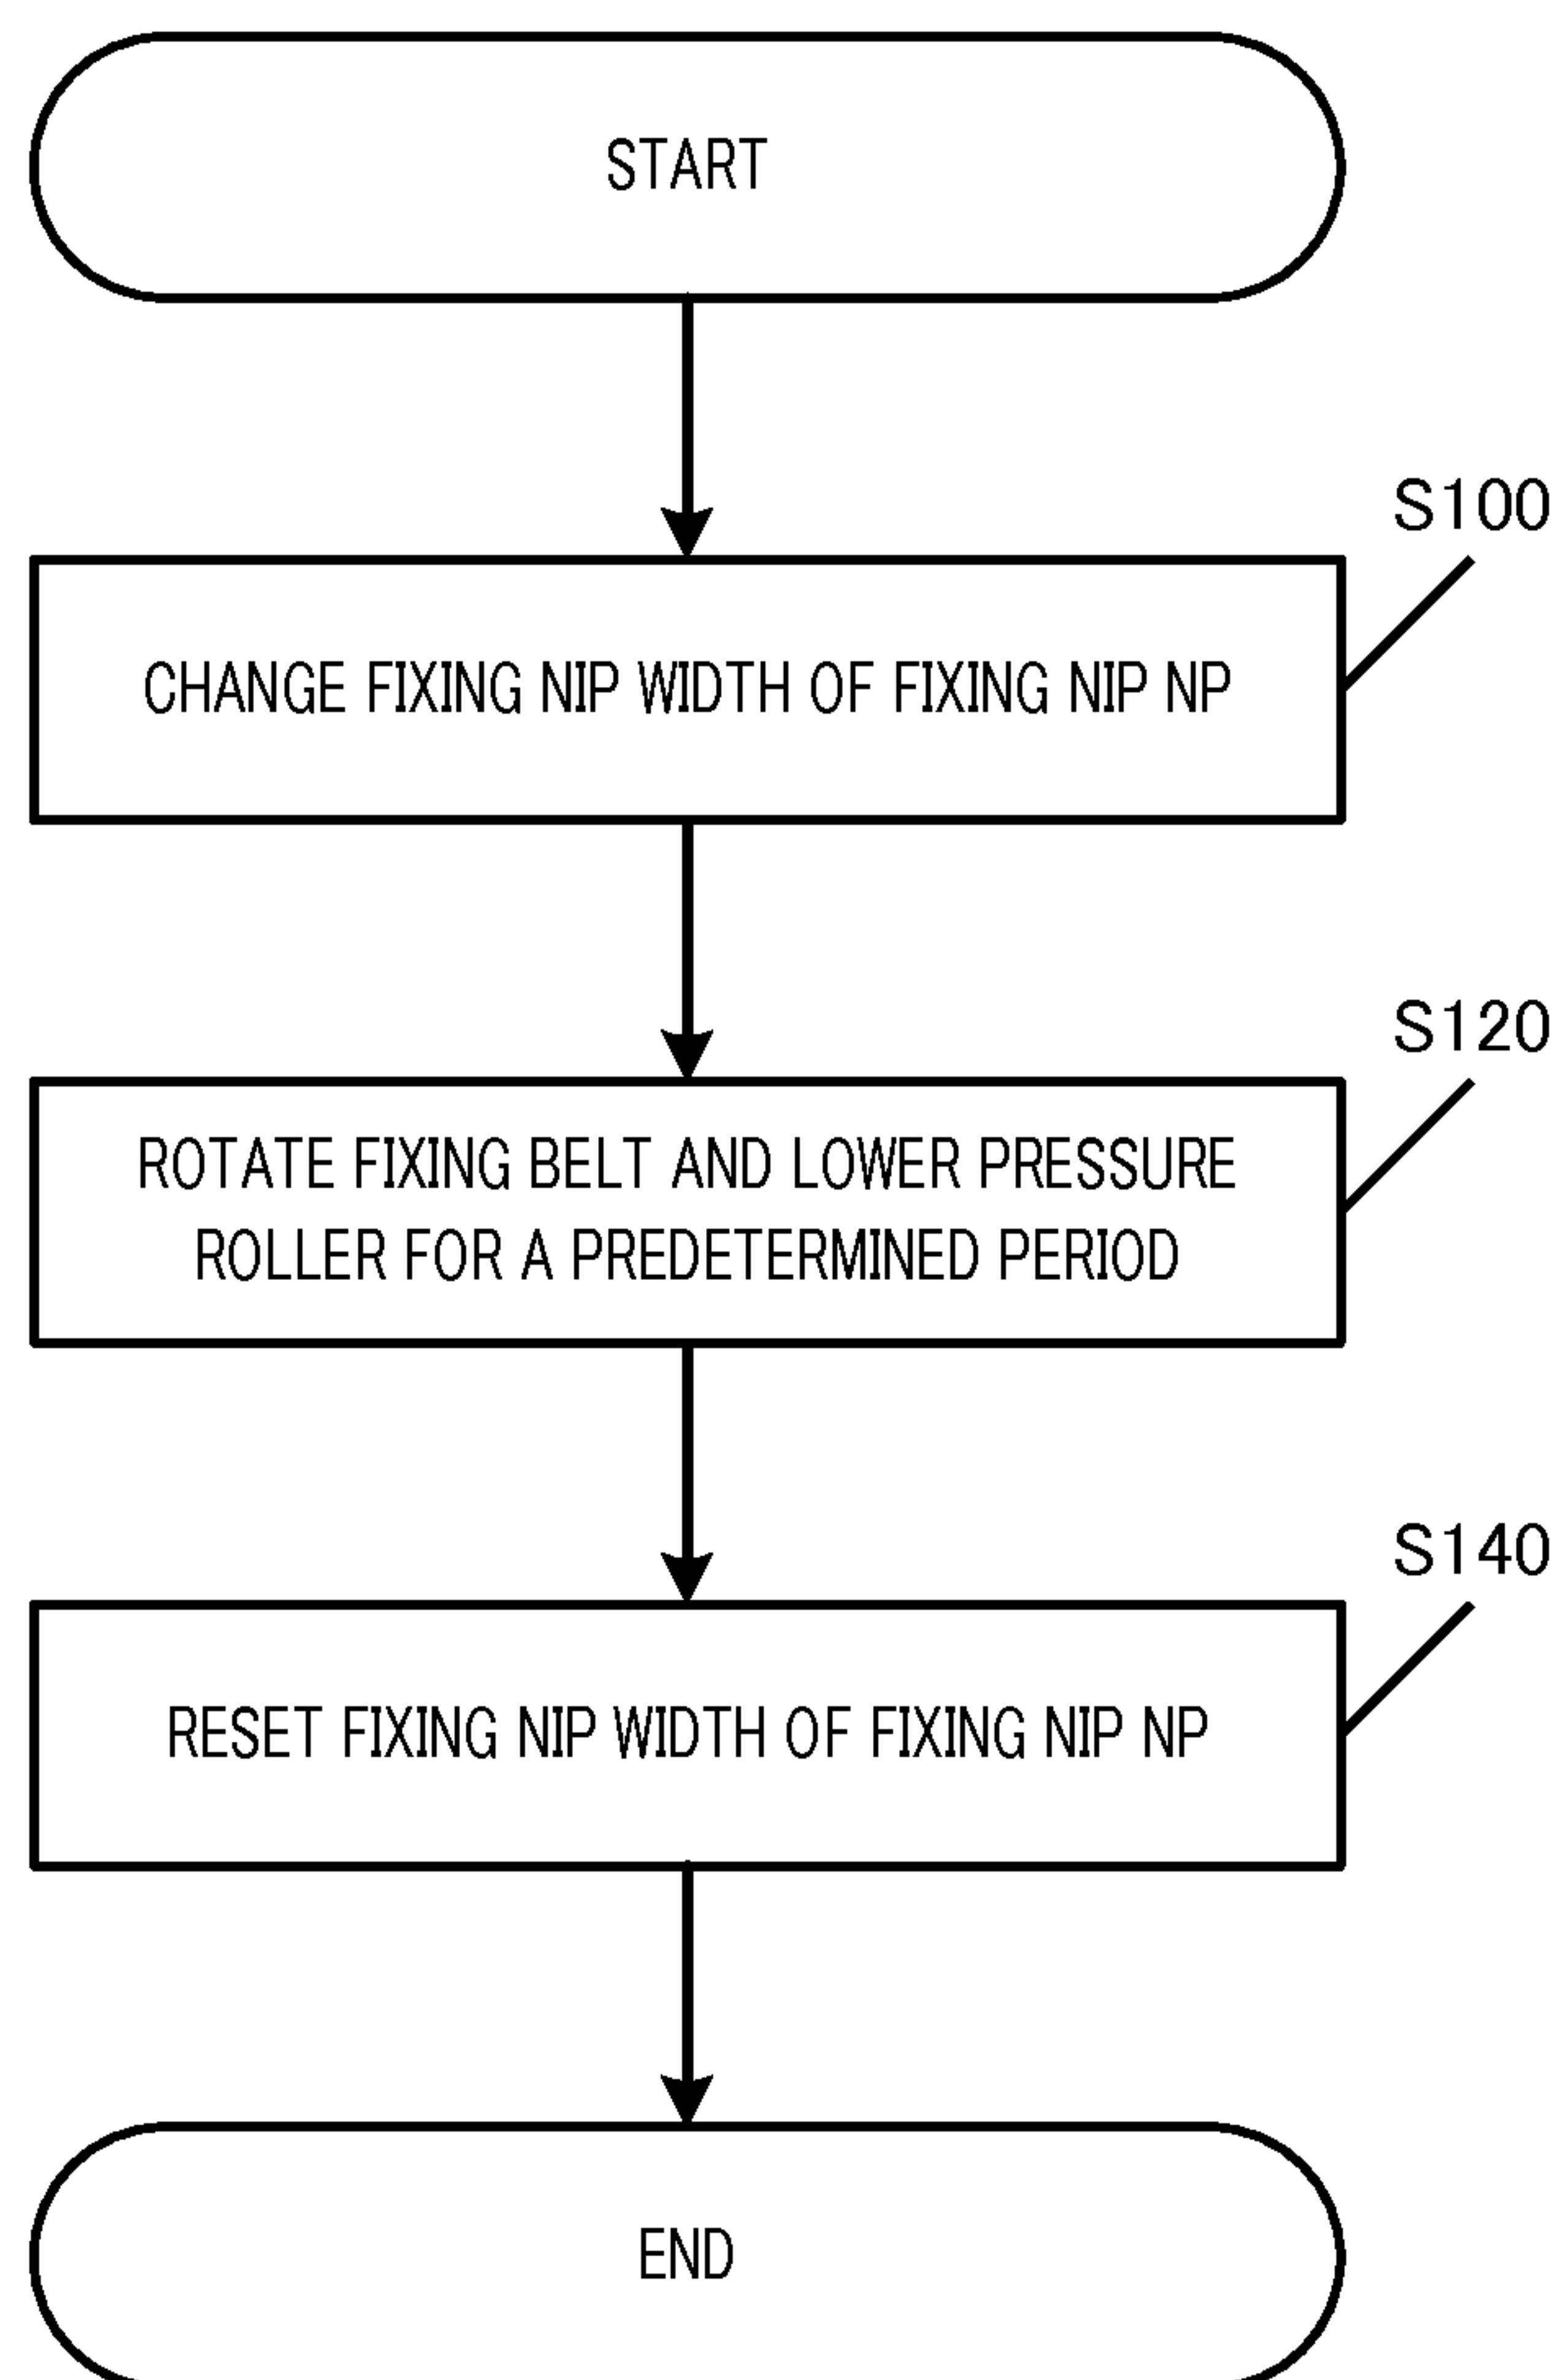 START
S100
CHANGE FIXING NIP WIDTH OF FIXING NIP NP
S120
ROTATE FIXING BELT AND LOWER PRESSURE
ROLLER FOR A PREDETERMINED PERIOD
S140
RESET FIXING NIP WIDTH OF FIXING NIP NP
END